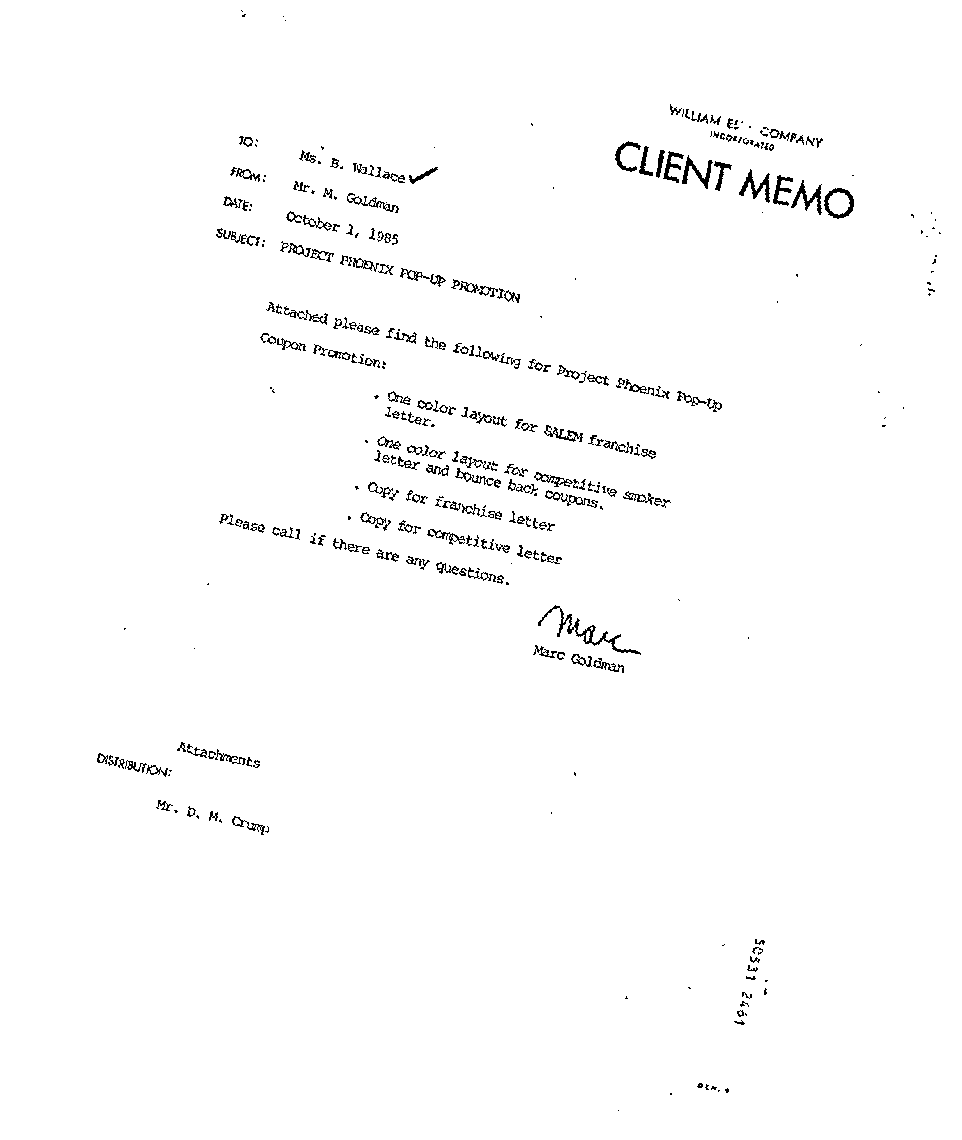 WILLIAM COMPANY
INCORPORATED
CLIENT MEMO
TO: Ms. B. Wallace
FROM: Mr. M. Goldman
DATE: October 1, 1985
SUBJECT: PROJECT PHOENIX POP-UP PROMOTION
Attached please find the following for Project Phoenix Pop-Up
Coupon Promotion:
. One color layout for SALEM franchise
letter.
. One color layout for competitive smoker
letter and bounce back coupons.
. Copy for franchise letter
. Copy for competitive letter
Please call if there are any questions.
Marc
Marc Goldman
Attachments
DISTRIBUTION:
Mr. D. M. Crump
50531 2461